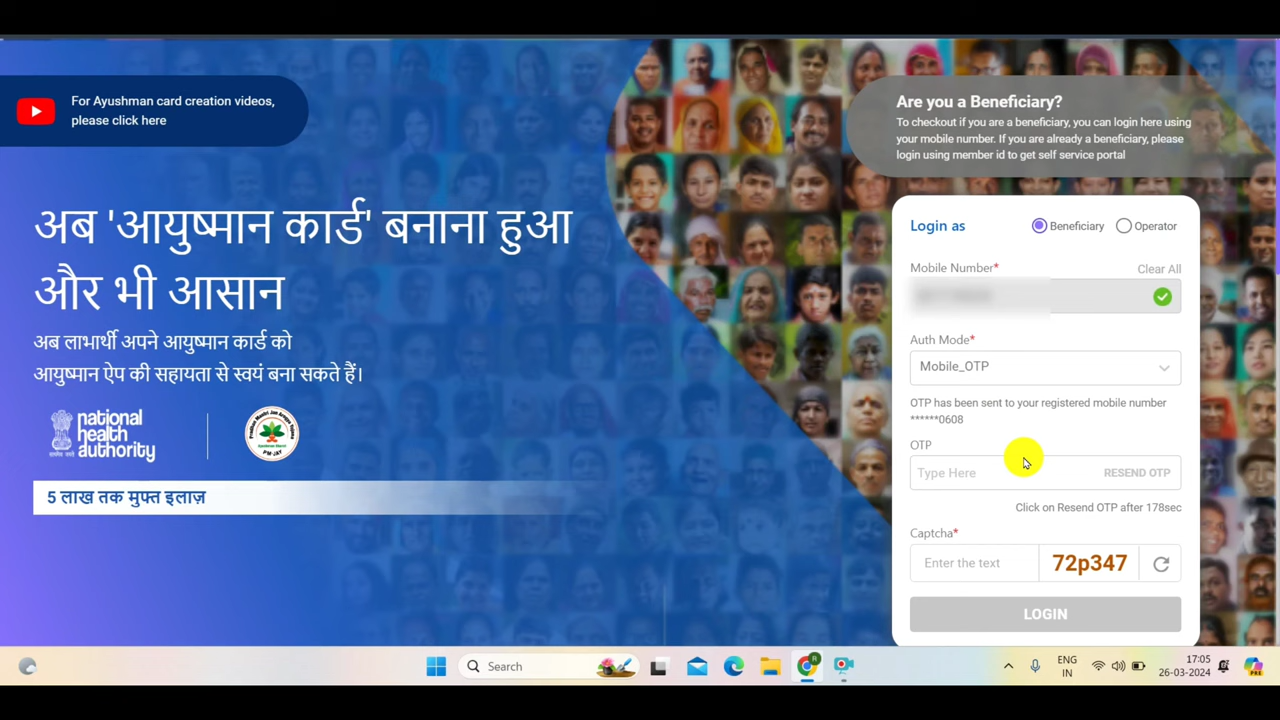 For Ayushman card creation videos,
please click here
अब 'आयुष्मान कार्ड' बनाना हुआ
और भी आसान
अब लाभार्थी अपने आयुष्मान कार्ड को
आयुष्मान ऐप की सहायता से स्वयं बना सकते हैं।
national
health
authority
PM-JAY
5 लाख तक मुफ्त इलाज़
Are you a Beneficiary?
To checkout if you are a beneficiary, you can login here using
your mobile number. If you are already a beneficiary, please
login using member id to get self service portal
Login as Beneficiary Operator
Mobile Number* Clear All
Auth Mode*
Mobile_OTP
OTP has been sent to your registered mobile number
******0608
OTP
Type Here RESEND OTP
Click on Resend OTP after 178sec
Captcha*
Enter the text 72p347
LOGIN
Search
ENG
IN
17:05
26-03-2024